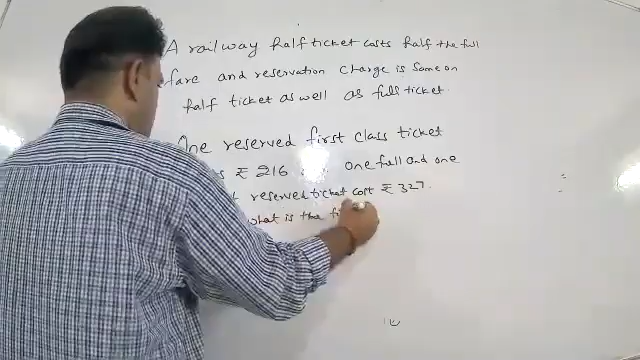 A railway half ticket costs half the full
fare and reservation charge is same on
half ticket as well as full ticket.
One reserved first class ticket
₹ 216 one full and one
reserved ticket cost ₹ 327.
what is the